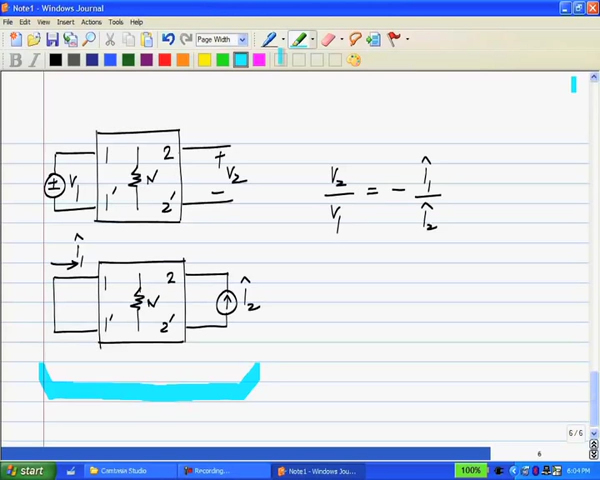 Note1 - Windows Journal
File Edit View Insert Actions Tools Help
Page Width
B I
1 2
± V1 N + V2 -
1' 2'
V2 / V1 = - Î1 / Î2
Î1
1 2
N Î2
1' 2'
6 / 6
6
start Camtasia Studio Recording... Note1 - Windows Jour... 100% 6:04 PM